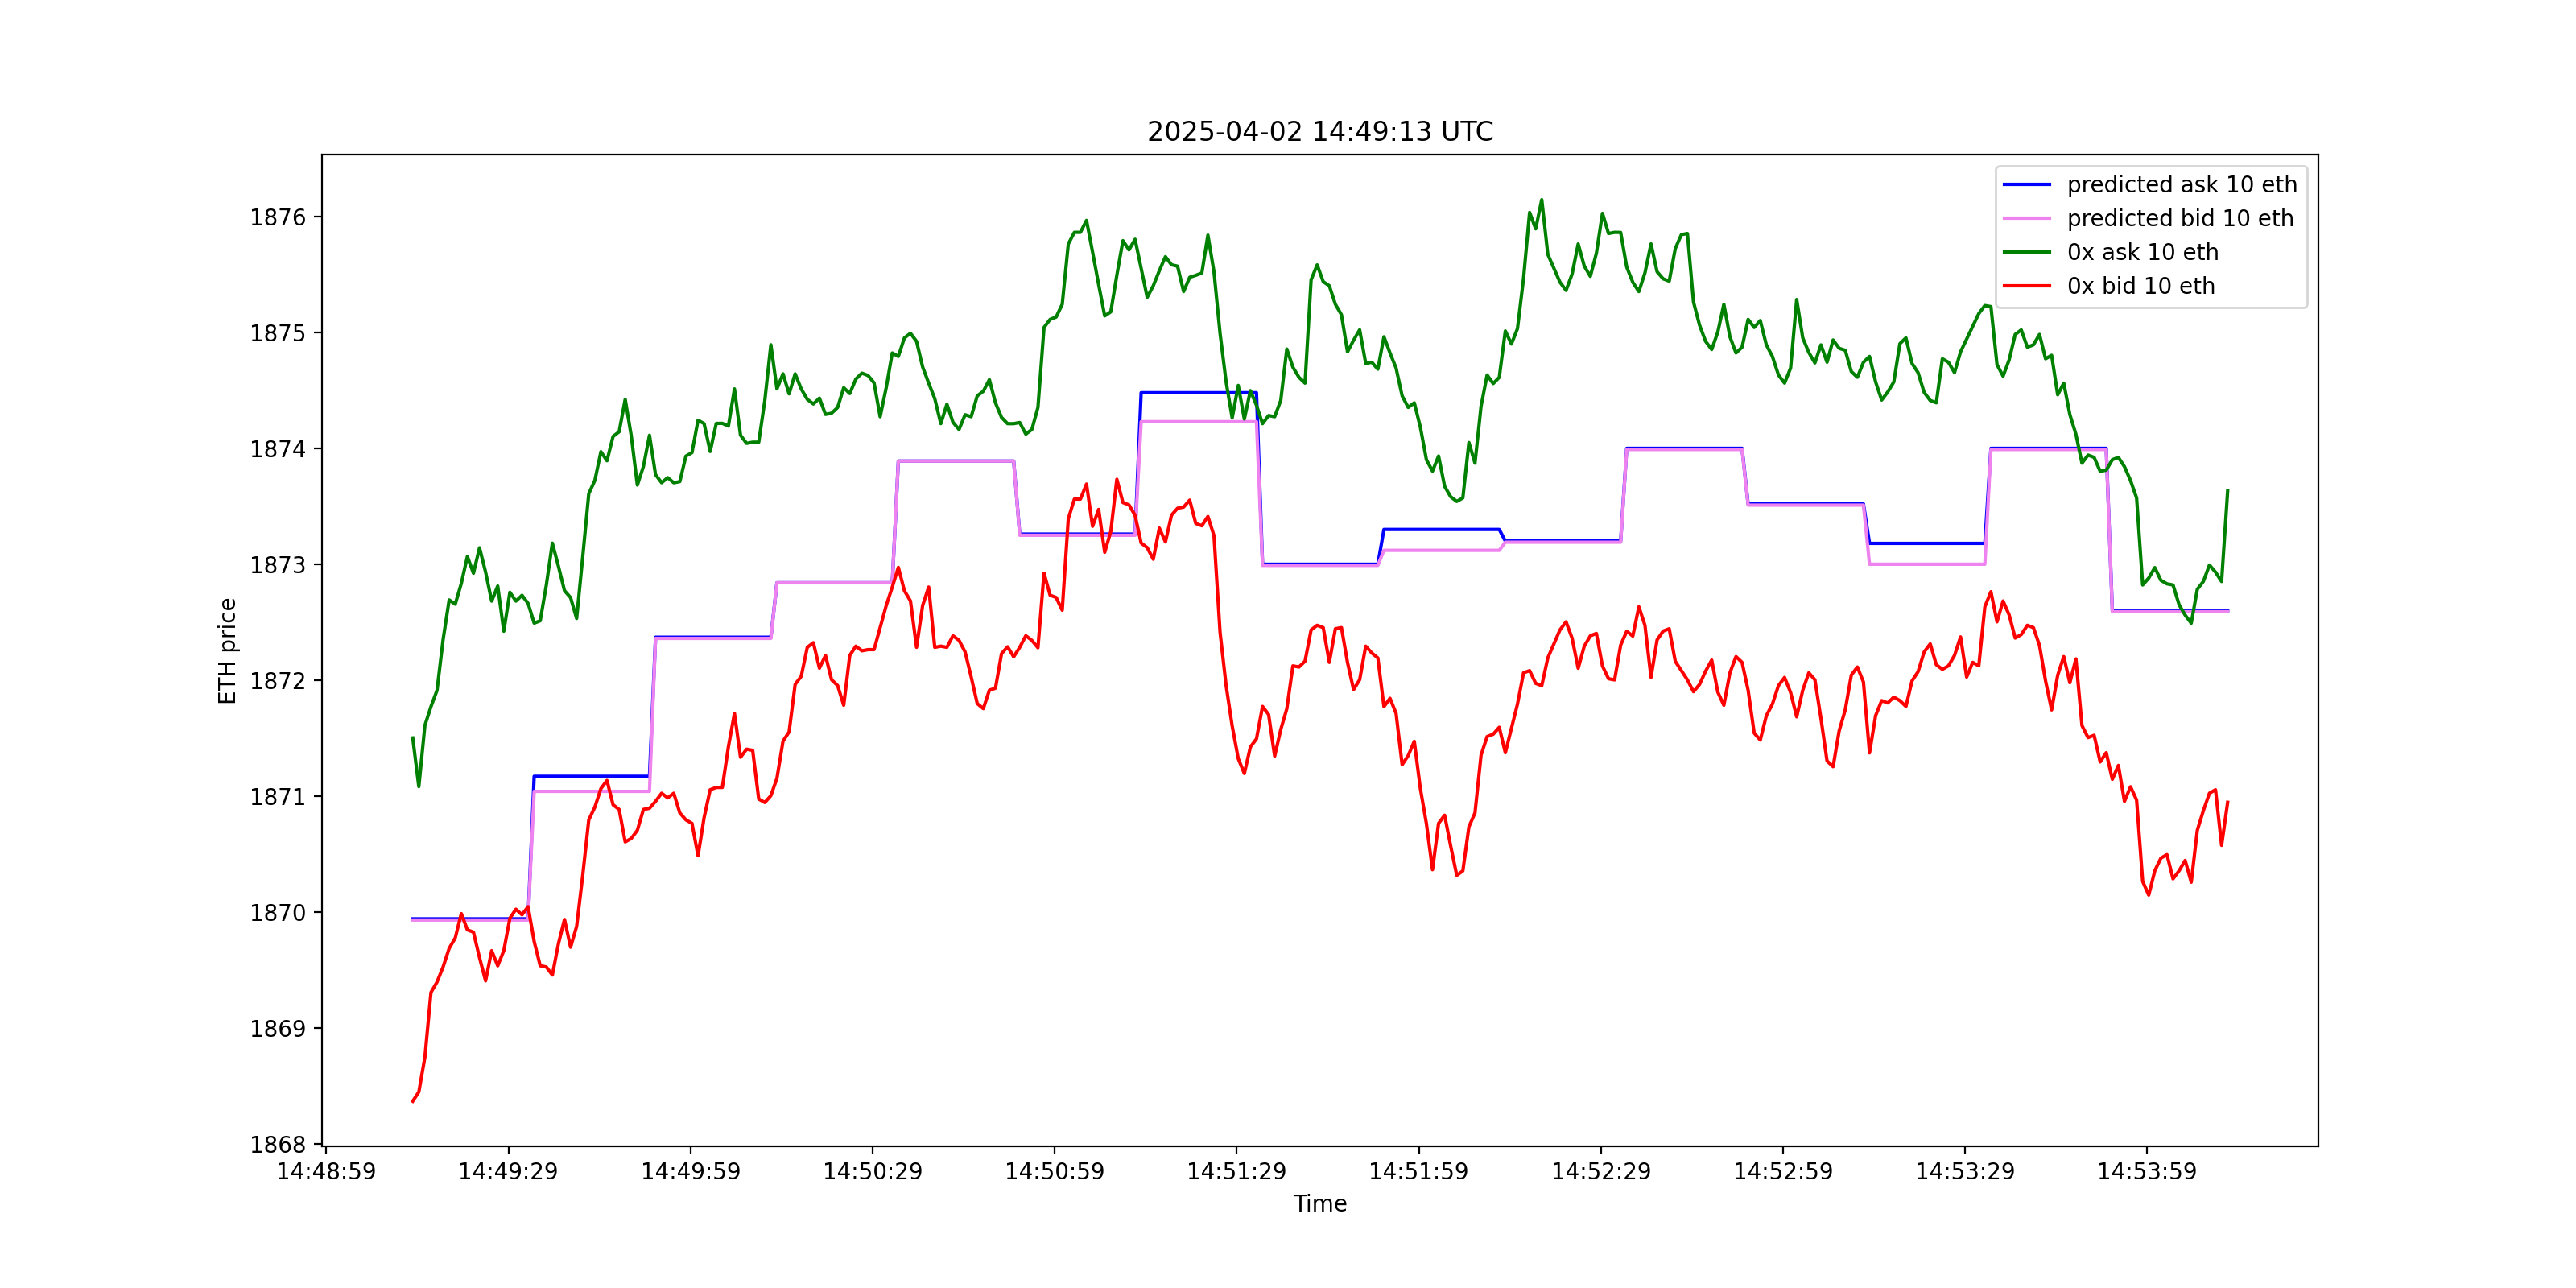 2025-04-02 14:49:13 UTC
predicted ask 10 eth
predicted bid 10 eth
0x ask 10 eth
0x bid 10 eth
ETH price
1876
1875
1874
1873
1872
1871
1870
1869
1868
14:48:59 14:49:29 14:49:59 14:50:29 14:50:59 14:51:29 14:51:59 14:52:29 14:52:59 14:53:29 14:53:59
Time